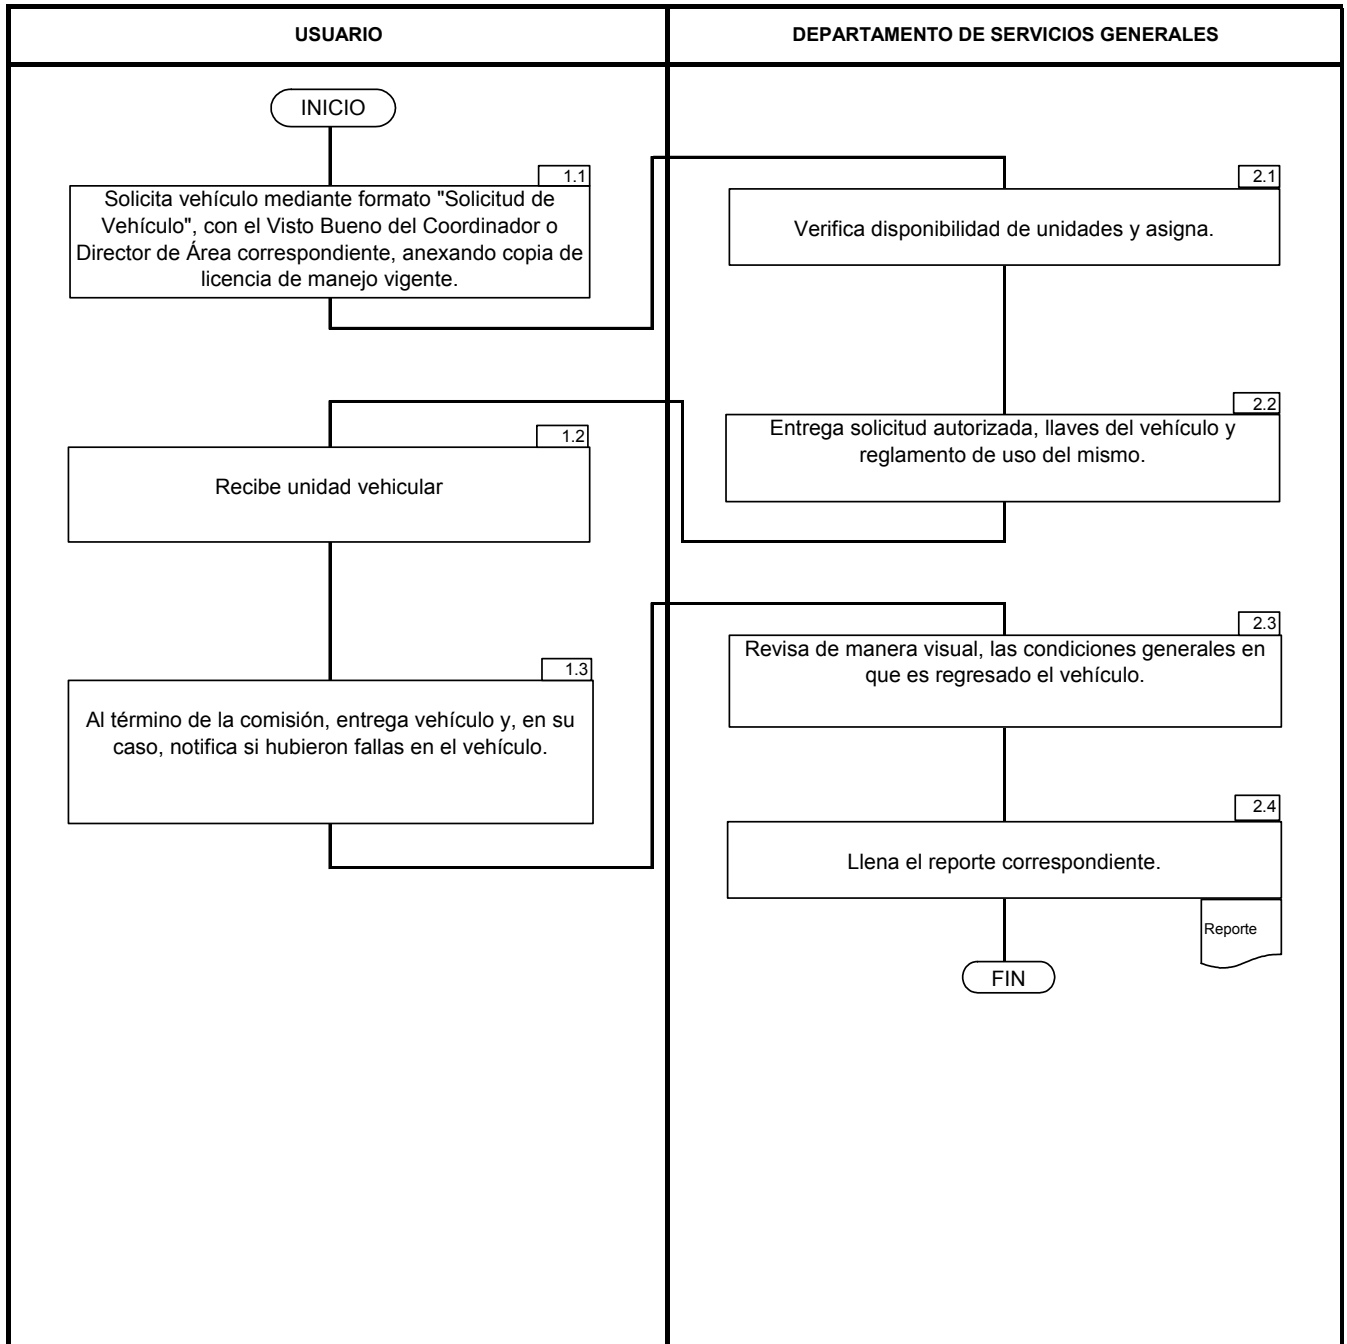 USUARIO
DEPARTAMENTO DE SERVICIOS GENERALES
INICIO
1.1
Solicita vehículo mediante formato "Solicitud de
Vehículo", con el Visto Bueno del Coordinador o
Director de Área correspondiente, anexando copia de
licencia de manejo vigente.
2.1
Verifica disponibilidad de unidades y asigna.
2.2
Entrega solicitud autorizada, llaves del vehículo y
reglamento de uso del mismo.
1.2
Recibe unidad vehicular
1.3
Al término de la comisión, entrega vehículo y, en su
caso, notifica si hubieron fallas en el vehículo.
2.3
Revisa de manera visual, las condiciones generales en
que es regresado el vehículo.
2.4
Llena el reporte correspondiente.
Reporte
FIN